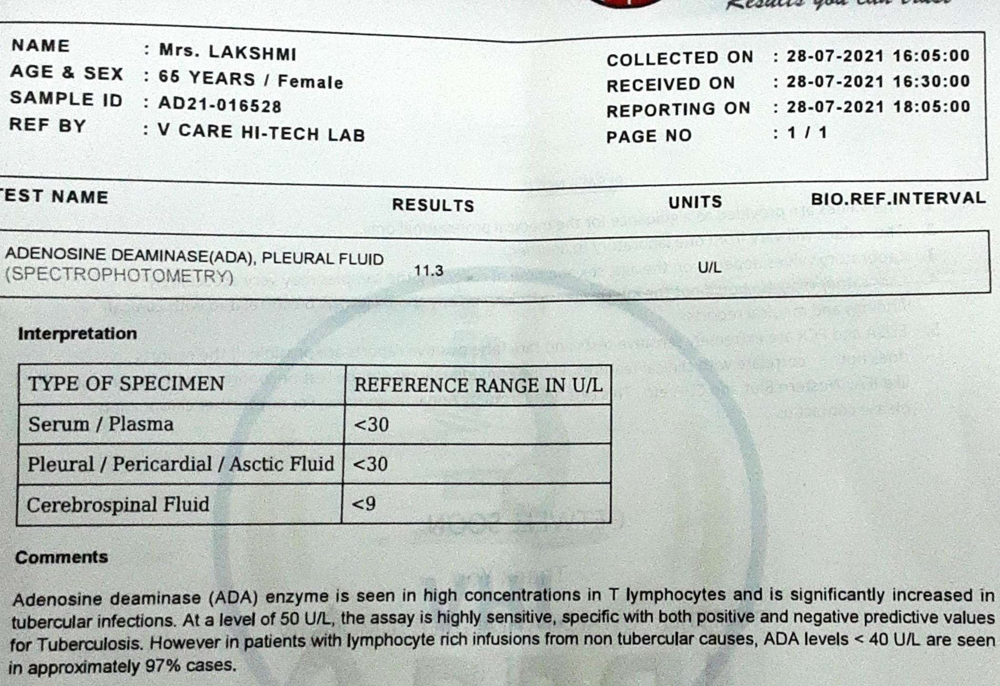 Results you can trust
NAME : Mrs. LAKSHMI
AGE & SEX : 65 YEARS / Female
SAMPLE ID : AD21-016528
REF BY : V CARE HI-TECH LAB
COLLECTED ON : 28-07-2021 16:05:00
RECEIVED ON : 28-07-2021 16:30:00
REPORTING ON : 28-07-2021 18:05:00
PAGE NO : 1 / 1
TEST NAME RESULTS UNITS BIO.REF.INTERVAL
ADENOSINE DEAMINASE(ADA), PLEURAL FLUID
(SPECTROPHOTOMETRY) 11.3 U/L
Interpretation
TYPE OF SPECIMEN REFERENCE RANGE IN U/L
Serum / Plasma <30
Pleural / Pericardial / Asctic Fluid <30
Cerebrospinal Fluid <9
Comments
Adenosine deaminase (ADA) enzyme is seen in high concentrations in T lymphocytes and is significantly increased in
tubercular infections. At a level of 50 U/L, the assay is highly sensitive, specific with both positive and negative predictive values
for Tuberculosis. However in patients with lymphocyte rich infusions from non tubercular causes, ADA levels < 40 U/L are seen
in approximately 97% cases.